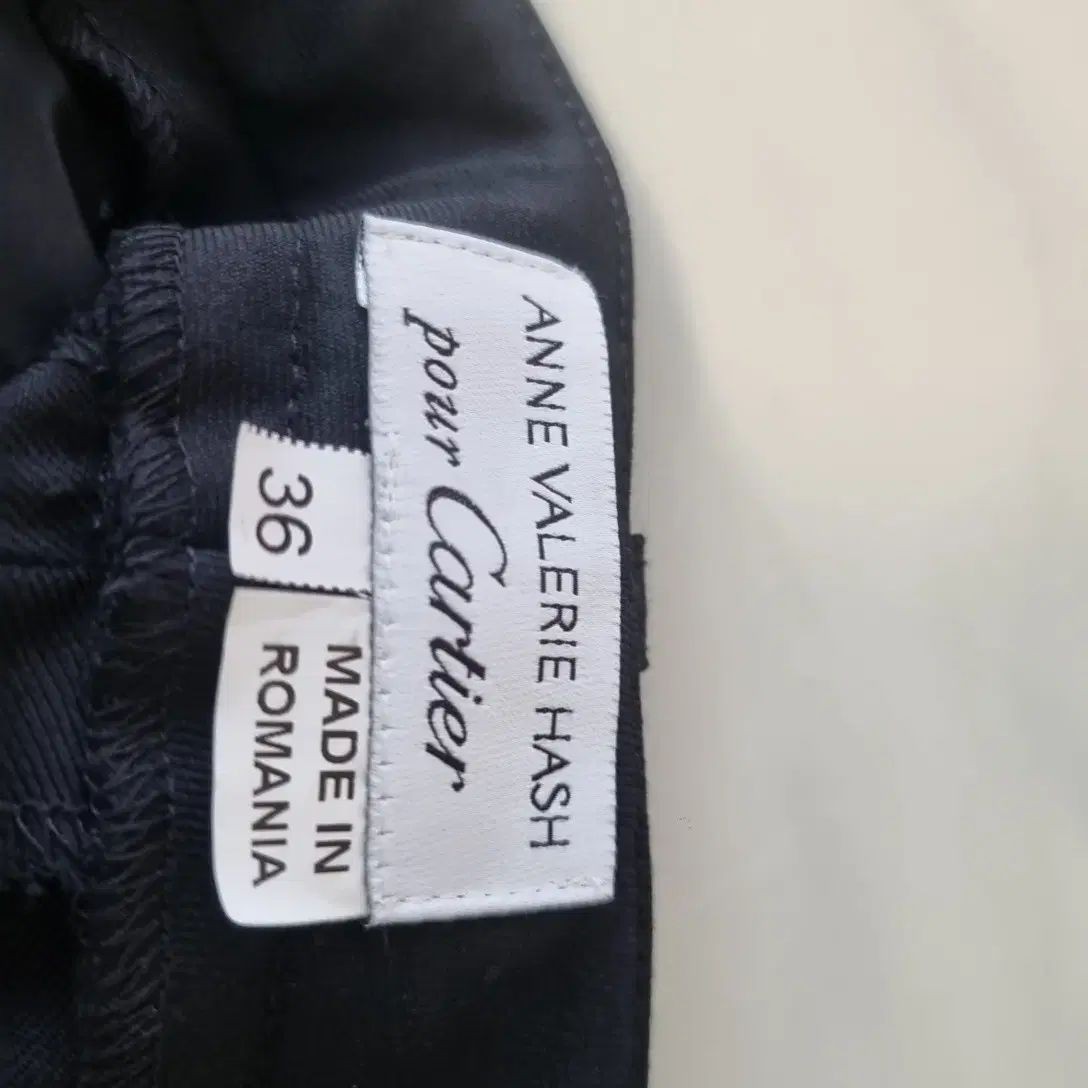 ANNE VALERIE HASH
pour Cartier
36
MADE IN
ROMANIA